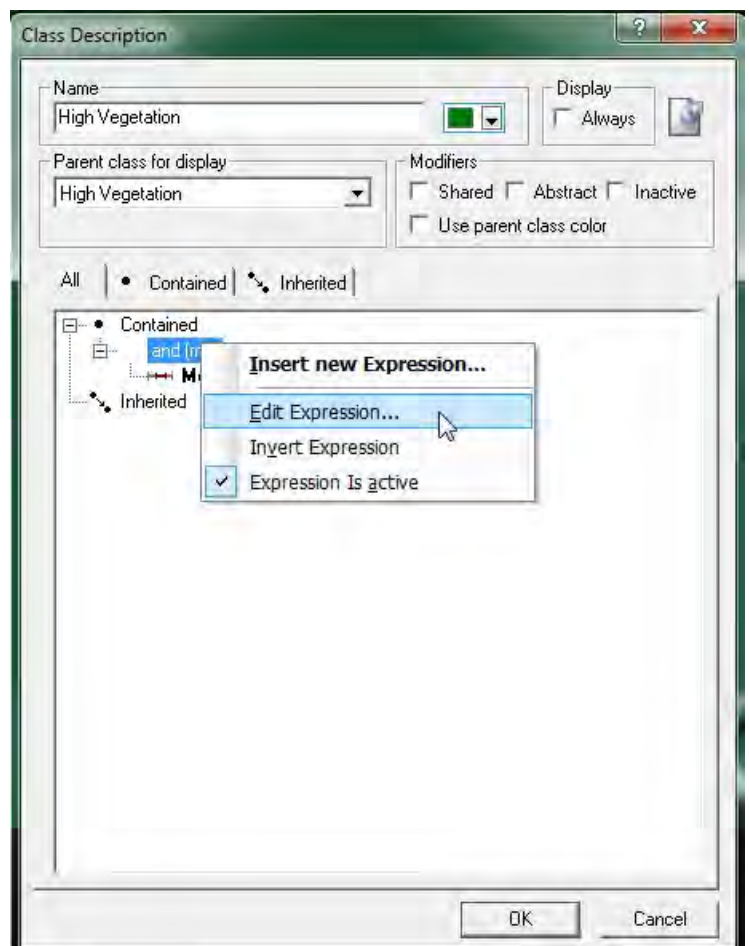 Class Description
Name
Display
High Vegetation
Always
Parent class for display
Modifiers
High Vegetation
Shared Abstract Inactive
Use parent class color
All Contained Inherited
Contained
and
Insert new Expression...
Inherited
Edit Expression...
Invert Expression
Expression Is active
OK Cancel